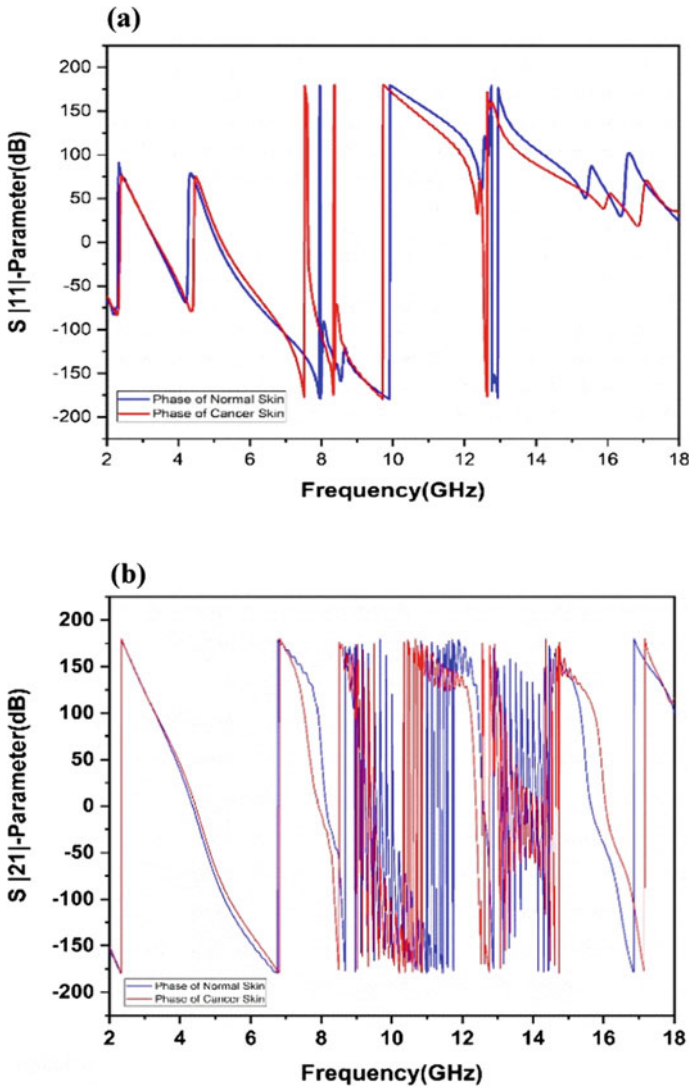 (a)
S |11|-Parameter(dB)
200
150
100
50
0
-50
-100
-150
-200
Phase of Normal Skin
Phase of Cancer Skin
2 4 6 8 10 12 14 16 18
Frequency(GHz)
(b)
S |21|-Parameter(dB)
200
150
100
50
0
-50
-100
-150
-200
Phase of Normal Skin
Phase of Cancer Skin
2 4 6 8 10 12 14 16 18
Frequency(GHz)